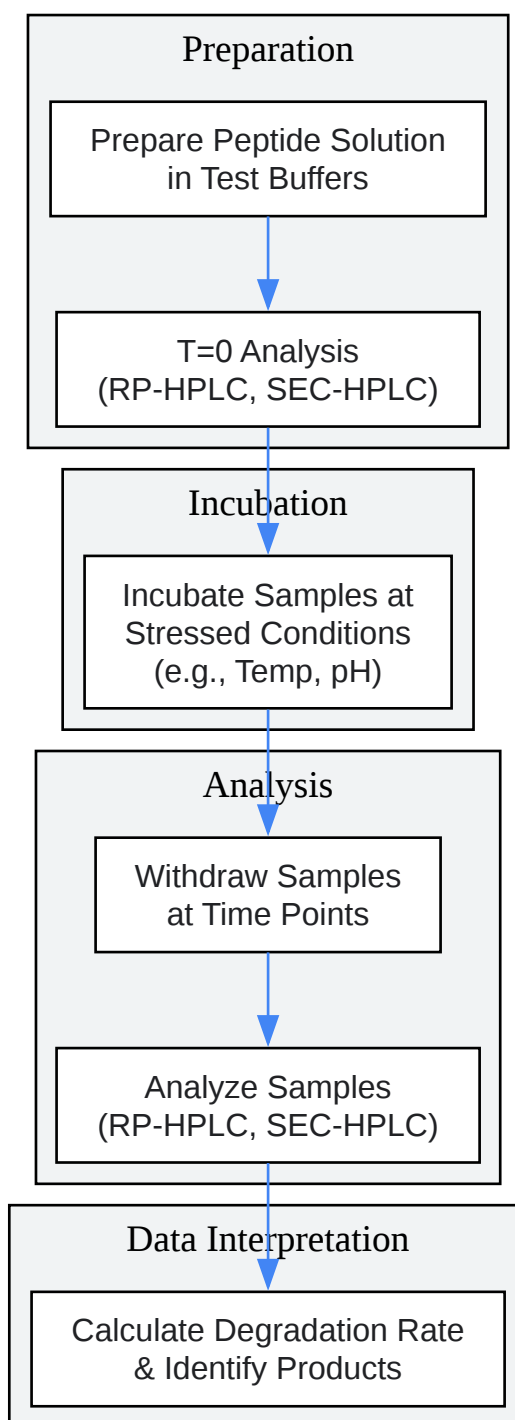 Preparation
Prepare Peptide Solution
in Test Buffers
T=0 Analysis
(RP-HPLC, SEC-HPLC)
Incubation
Incubate Samples at
Stressed Conditions
(e.g., Temp, pH)
Analysis
Withdraw Samples
at Time Points
Analyze Samples
(RP-HPLC, SEC-HPLC)
Data Interpretation
Calculate Degradation Rate
& Identify Products